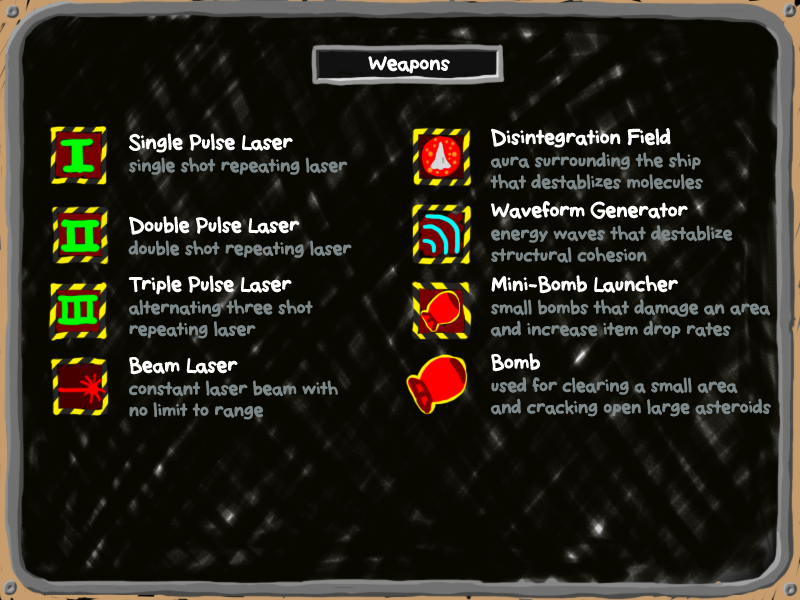 Weapons
I
Single Pulse Laser
single shot repeating laser
II
Double Pulse Laser
double shot repeating laser
III
Triple Pulse Laser
alternating three shot
repeating laser
Beam Laser
constant laser beam with
no limit to range
Disintegration Field
aura surrounding the ship
that destablizes molecules
Waveform Generator
energy waves that destablize
structural cohesion
Mini-Bomb Launcher
small bombs that damage an area
and increase item drop rates
Bomb
used for clearing a small area
and cracking open large asteroids